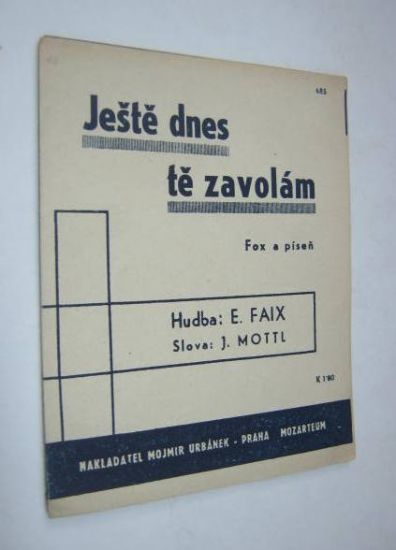 485
Ještě dnes
tě zavolám
Fox a píseň
Hudba: E. FAIX
Slova: J. MOTTL
K 1'80
NAKLADATEL MOJMIR URBÁNEK - PRAHA MOZARTEUM